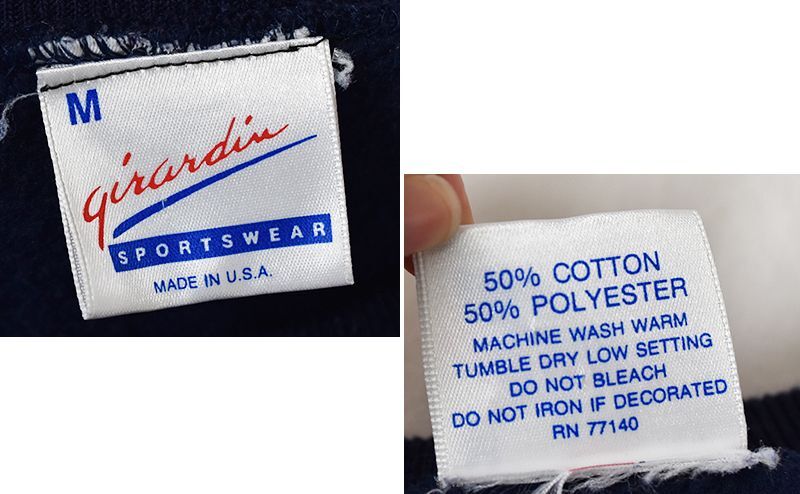 M
girardin
SPORTSWEAR
MADE IN U.S.A.
50% COTTON
50% POLYESTER
MACHINE WASH WARM
TUMBLE DRY LOW SETTING
DO NOT BLEACH
DO NOT IRON IF DECORATED
RN 77140